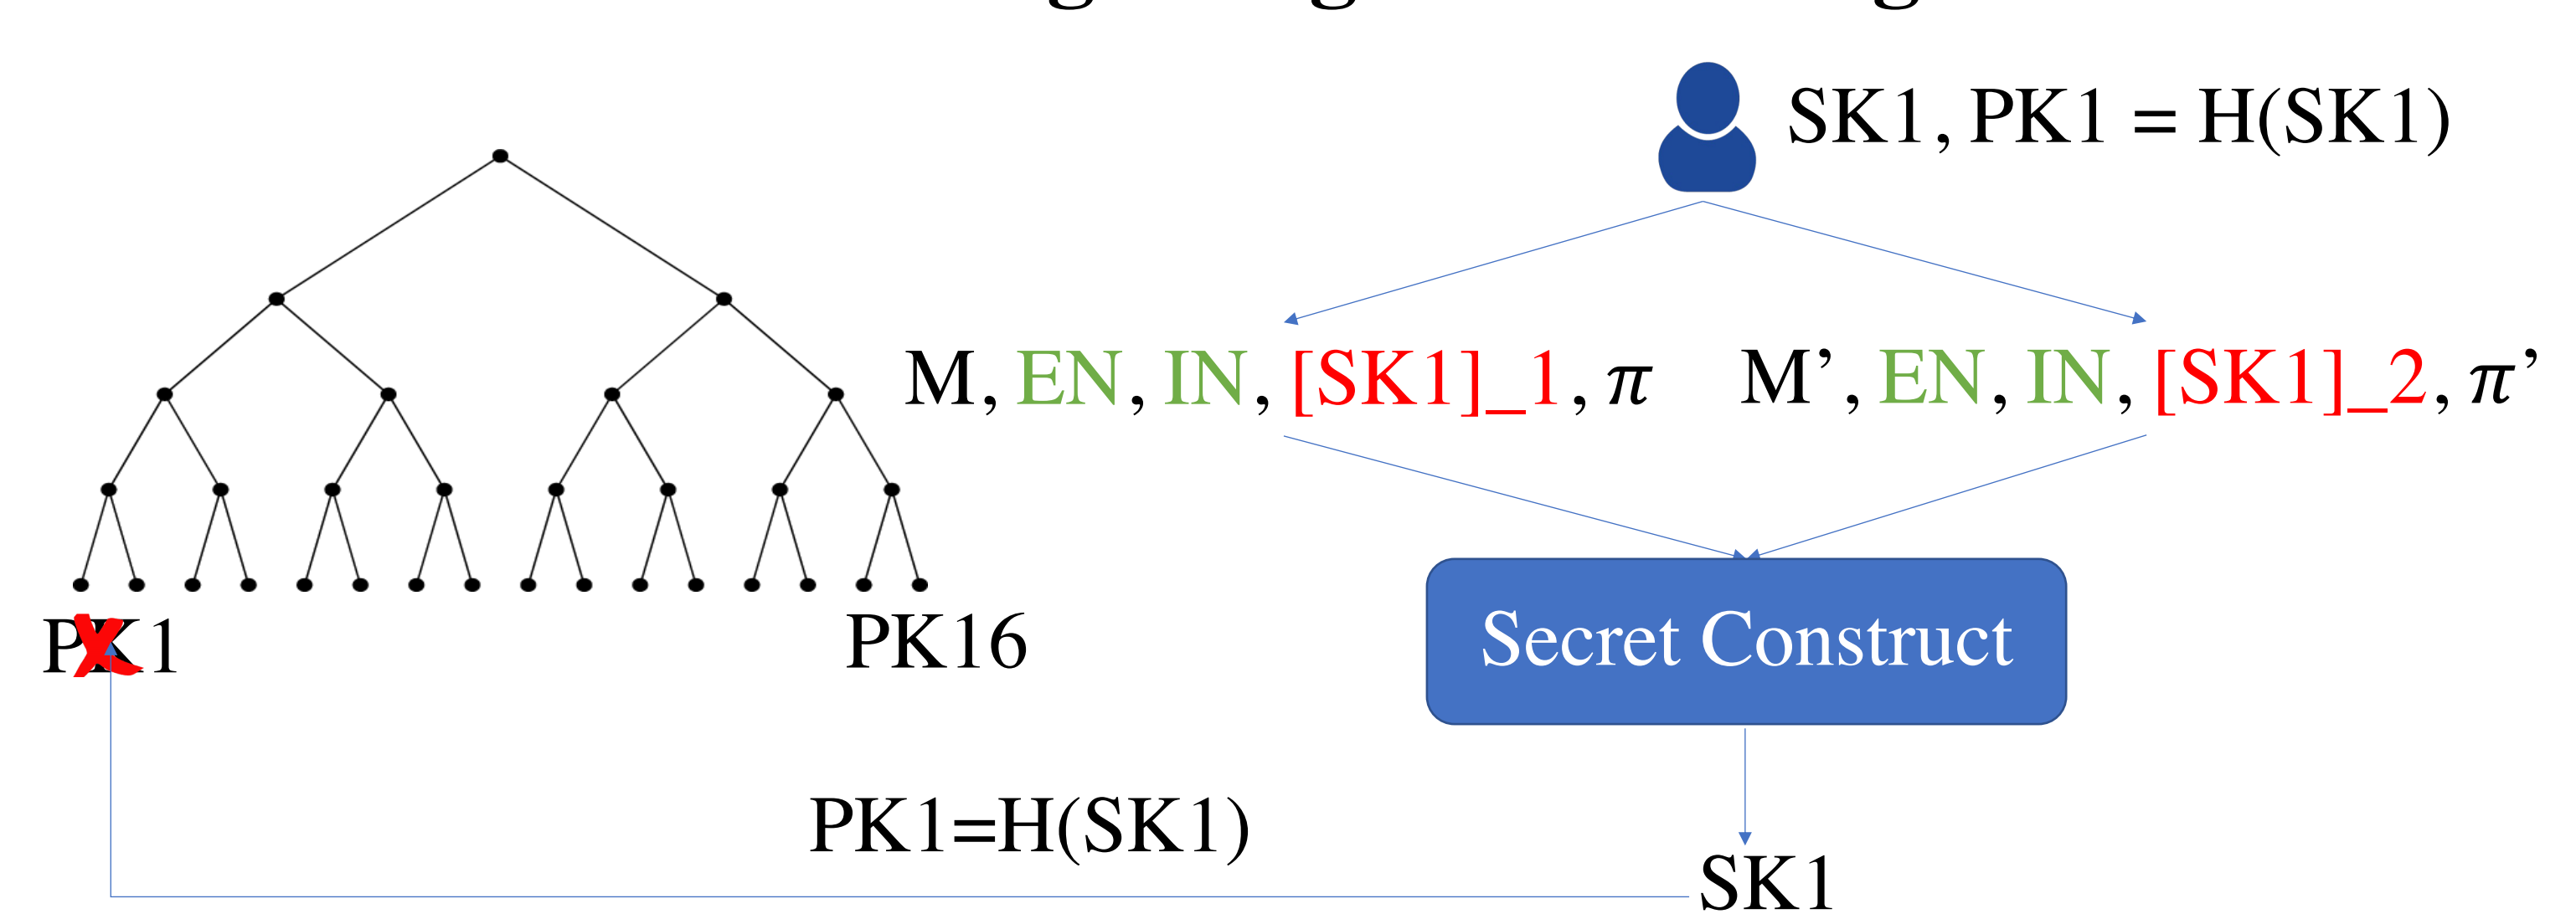 SK1, PK1 = H(SK1)
M, EN, IN, [SK1]_1, π
M’, EN, IN, [SK1]_2, π’
PK1
PK16
Secret Construct
PK1=H(SK1)
SK1